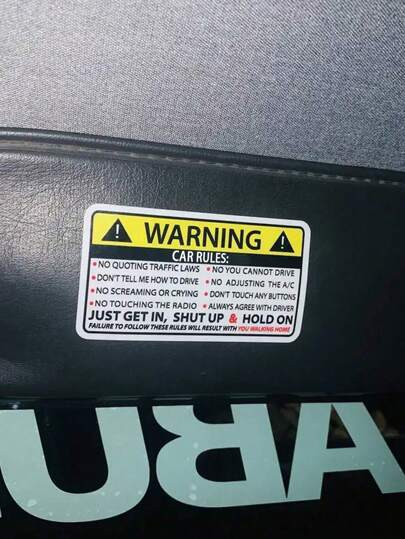 WARNING
CAR RULES:
• NO QUOTING TRAFFIC LAWS • NO YOU CANNOT DRIVE
• DON'T TELL ME HOW TO DRIVE • NO ADJUSTING THE A/C
• NO SCREAMING OR CRYING • DON'T TOUCH ANY BUTTONS
• NO TOUCHING THE RADIO • ALWAYS AGREE WITH DRIVER
JUST GET IN, SHUT UP & HOLD ON
FAILURE TO FOLLOW THESE RULES WILL RESULT WITH YOU WALKING HOME